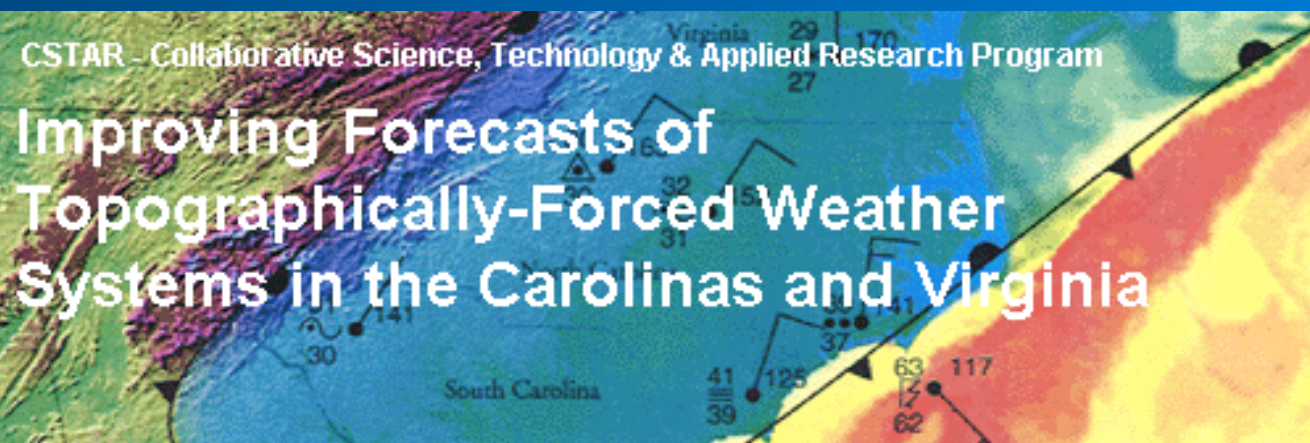 CSTAR - Collaborative Science, Technology & Applied Research Program
Virginia
29 170
27
Improving Forecasts of
Topographically-Forced Weather
32
31
Systems in the Carolinas and Virginia
141
30
37
South Carolina
41 125
39
63 117
62